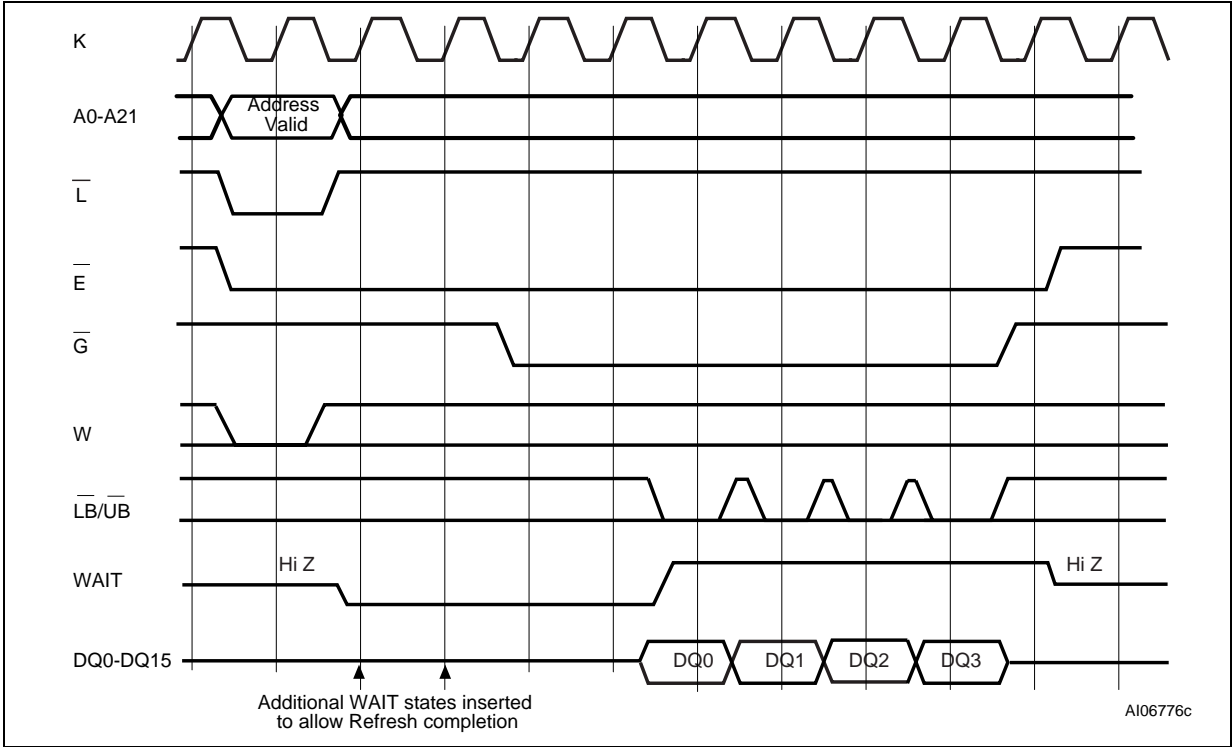 K
A0-A21
Address
Valid
L
E
G
W
LB/UB
WAIT
Hi Z
Hi Z
DQ0-DQ15
DQ0
DQ1
DQ2
DQ3
Additional WAIT states inserted
to allow Refresh completion
AI06776c